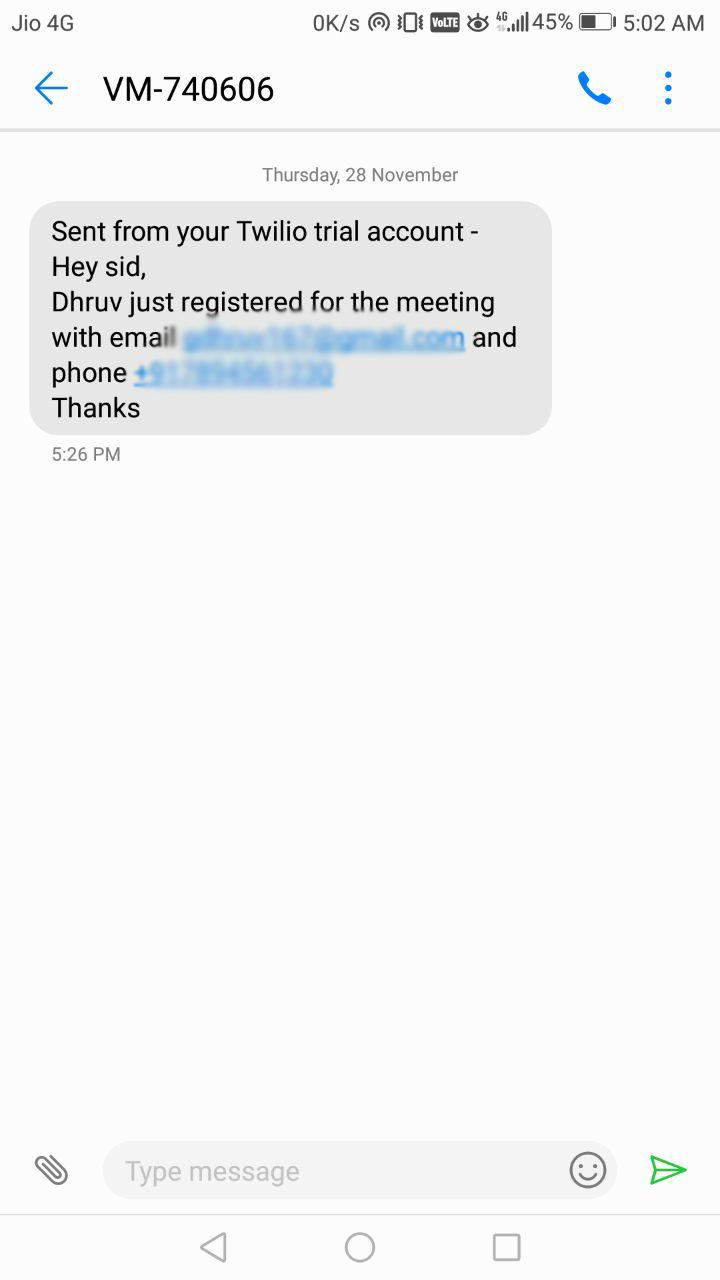 Jio 4G
0K/s VoLTE 4G 45% 5:02 AM
VM-740606
Thursday, 28 November
Sent from your Twilio trial account -
Hey sid,
Dhruv just registered for the meeting
with email and
phone
Thanks
5:26 PM
Type message